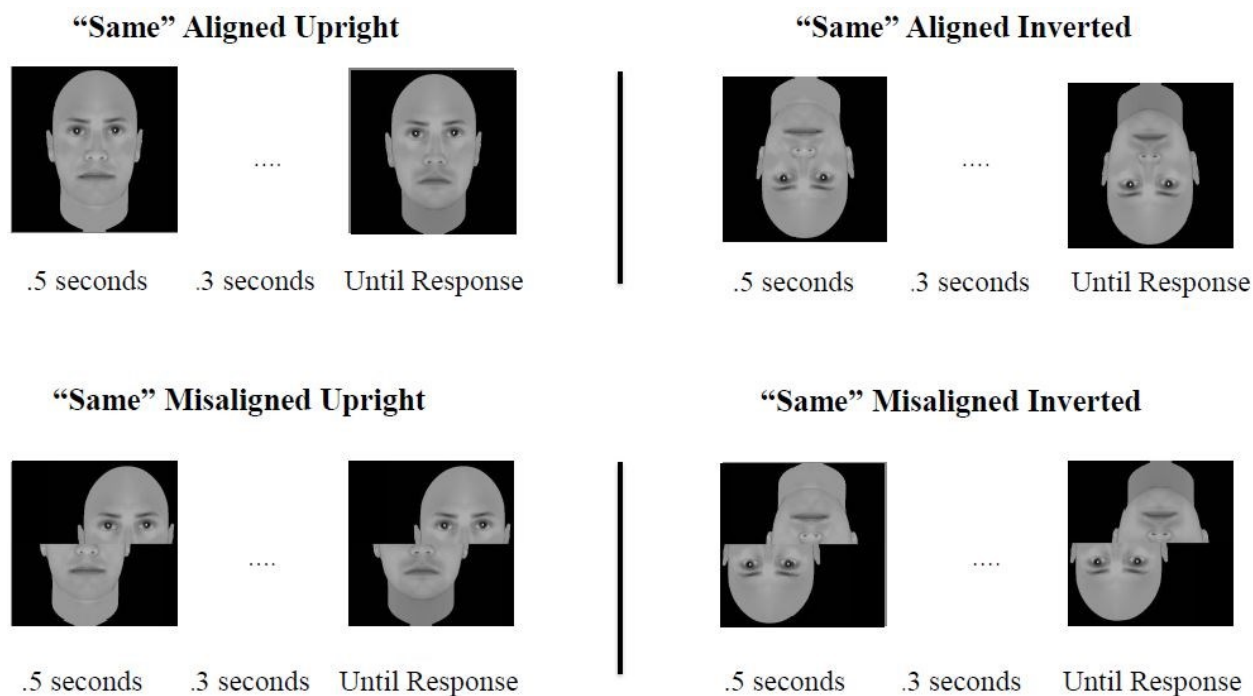 “Same” Aligned Upright
“Same” Aligned Inverted
....
....
.5 seconds .3 seconds Until Response
.5 seconds .3 seconds Until Response
“Same” Misaligned Upright
“Same” Misaligned Inverted
....
....
.5 seconds .3 seconds Until Response
.5 seconds .3 seconds Until Response